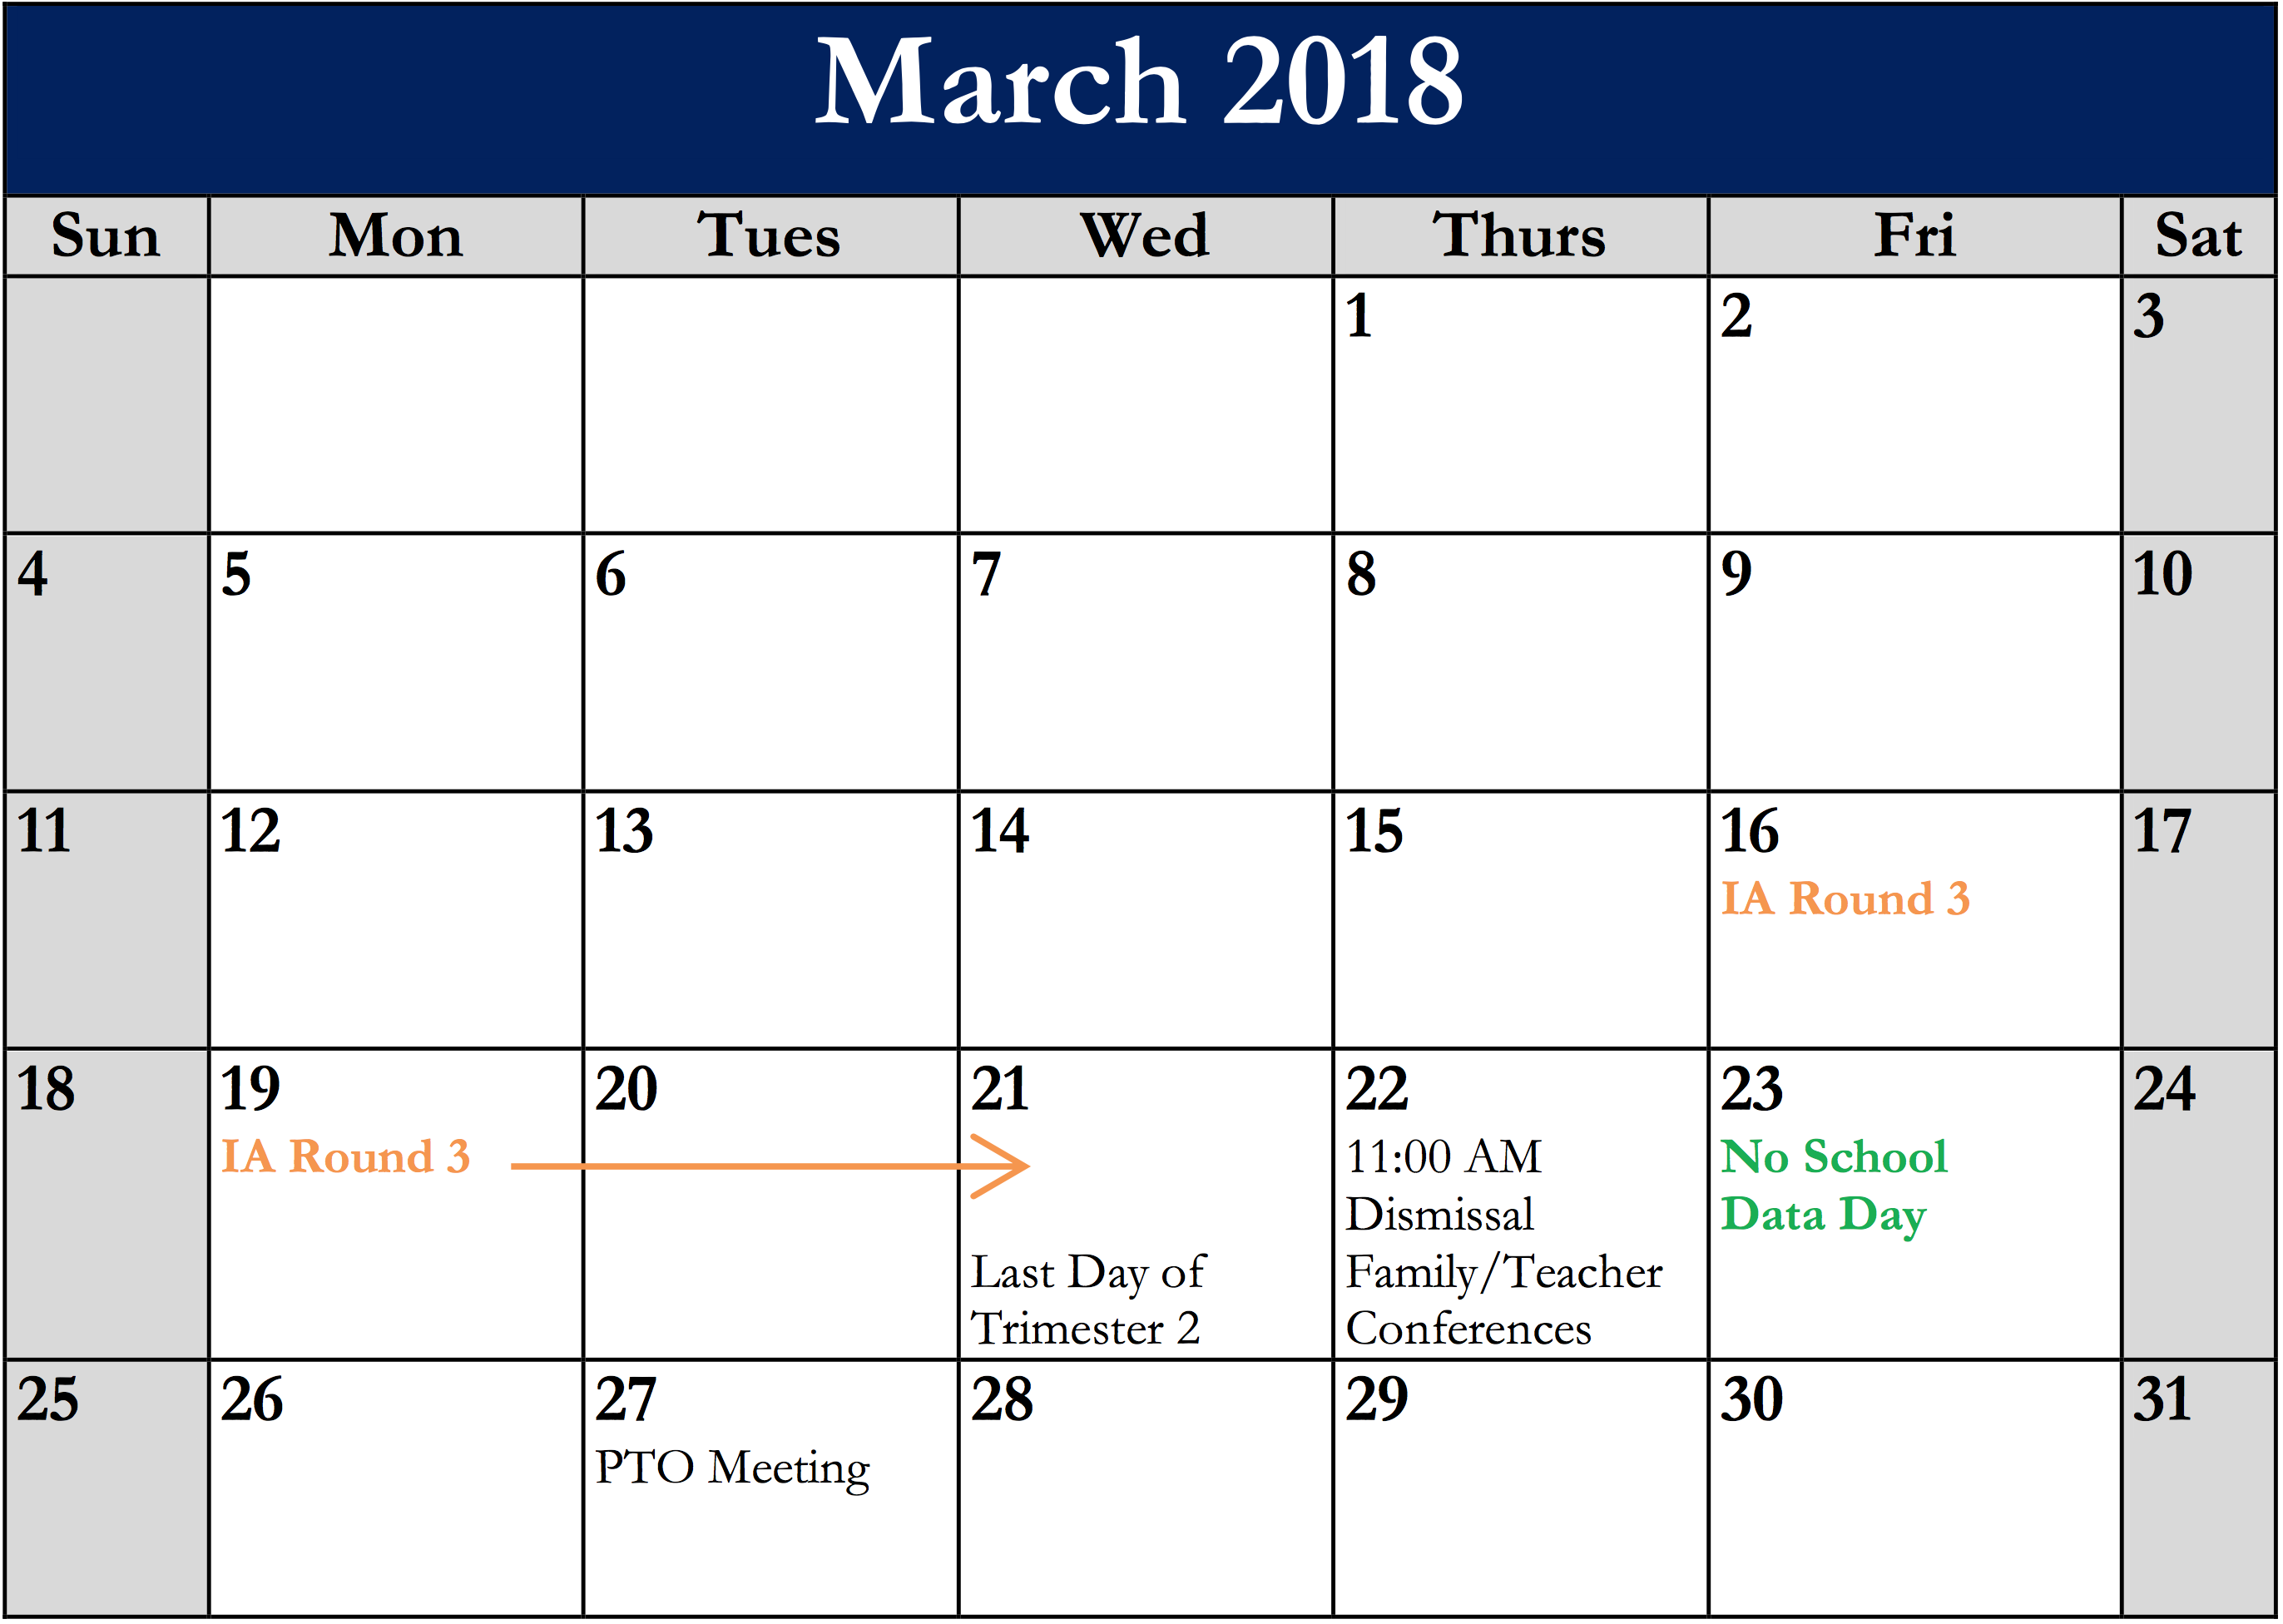 March 2018
Sun Mon Tues Wed Thurs Fri Sat
1 2 3
4 5 6 7 8 9 10
11 12 13 14 15 16 17
IA Round 3
18 19 20 21 22 23 24
IA Round 3 11:00 AM No School
Dismissal Data Day
Last Day of Family/Teacher
Trimester 2 Conferences
25 26 27 28 29 30 31
PTO Meeting